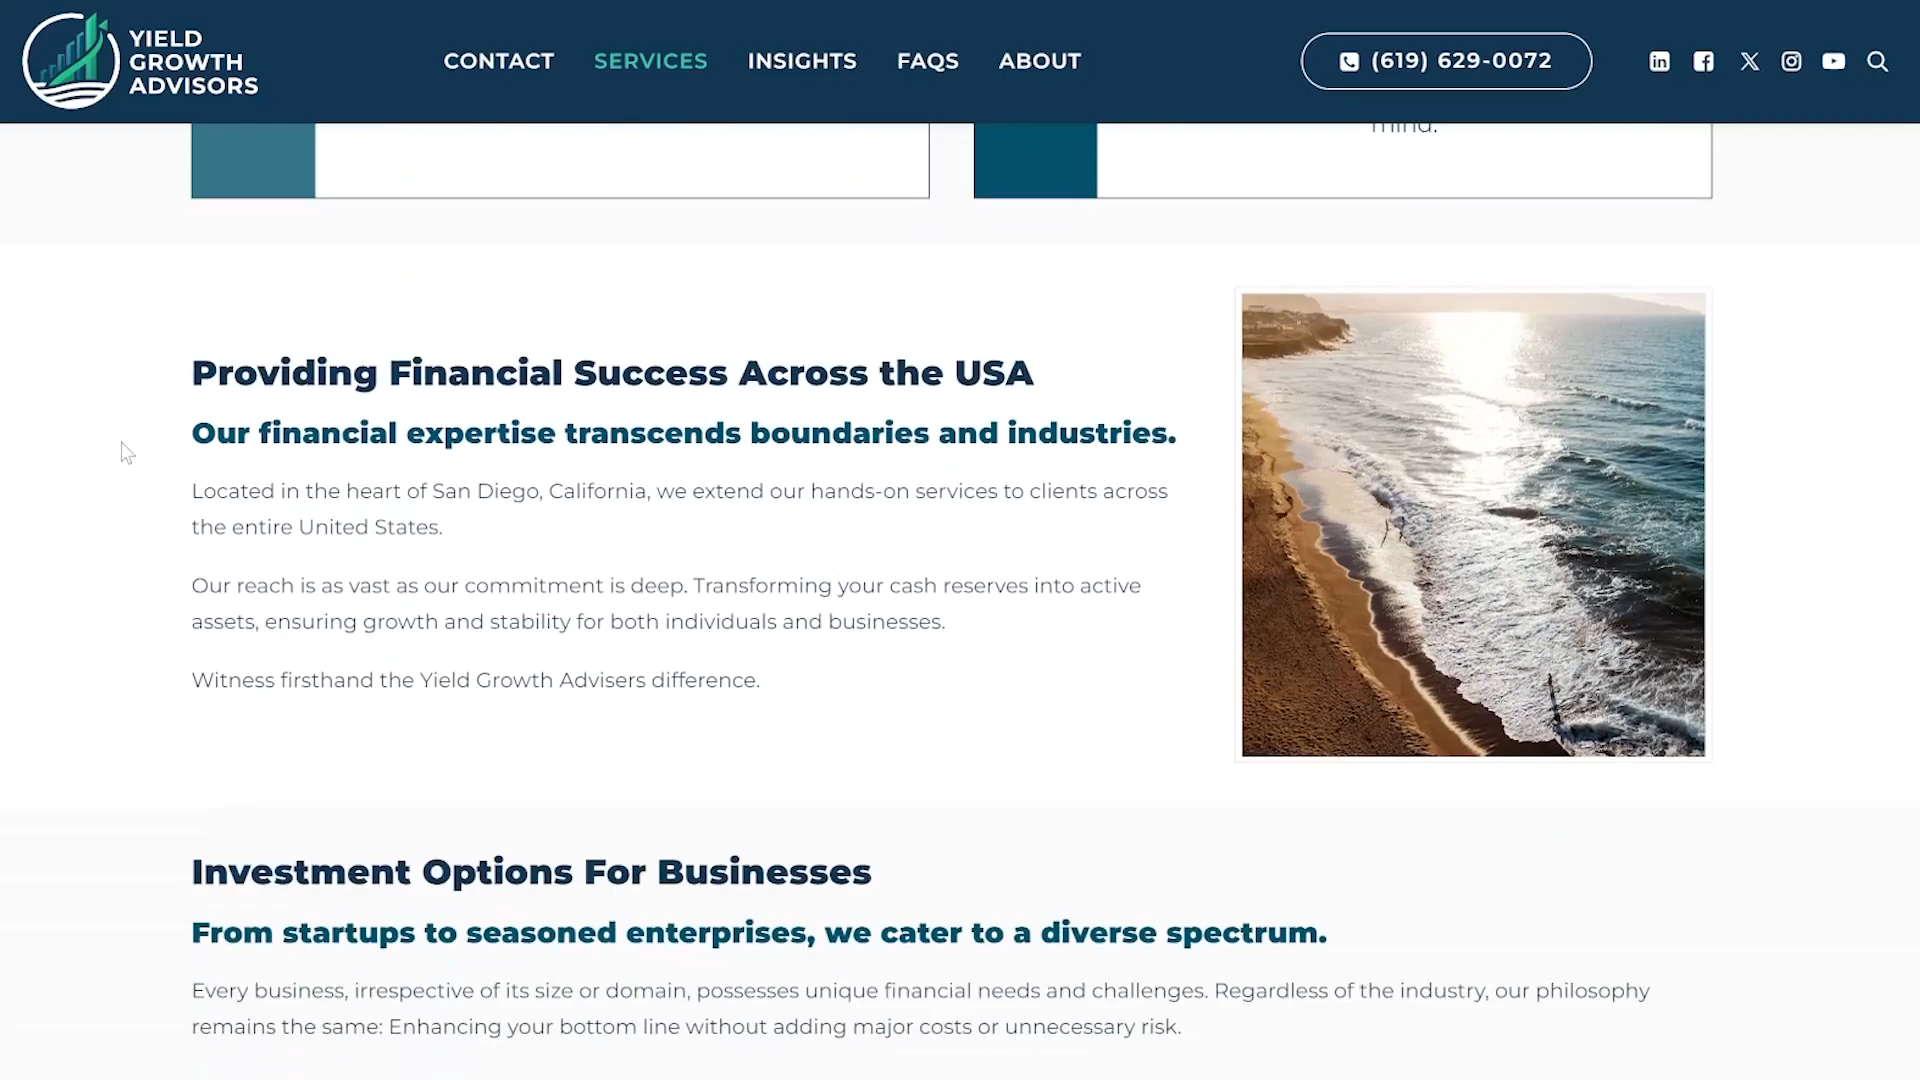 YIELD
GROWTH
ADVISORS
CONTACT
SERVICES
INSIGHTS
FAQS
ABOUT
(619) 629-0072
mind.
Providing Financial Success Across the USA
Our financial expertise transcends boundaries and industries.
Located in the heart of San Diego, California, we extend our hands-on services to clients across
the entire United States.
Our reach is as vast as our commitment is deep. Transforming your cash reserves into active
assets, ensuring growth and stability for both individuals and businesses.
Witness firsthand the Yield Growth Advisers difference.
Investment Options For Businesses
From startups to seasoned enterprises, we cater to a diverse spectrum.
Every business, irrespective of its size or domain, possesses unique financial needs and challenges. Regardless of the industry, our philosophy
remains the same: Enhancing your bottom line without adding major costs or unnecessary risk.